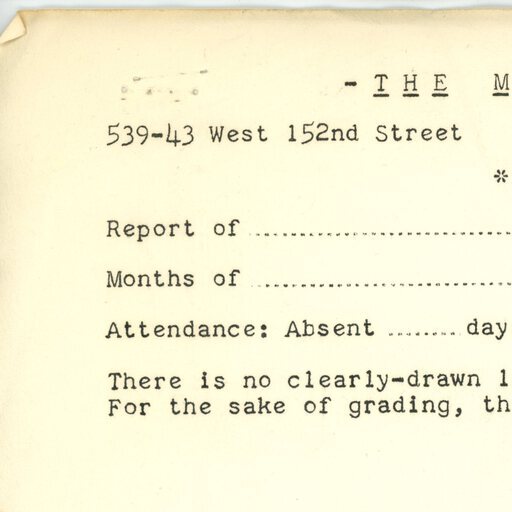 - T H E M
539-43 West 152nd Street
*
Report of ..............................
Months of ..............................
Attendance: Absent ......... day
There is no clearly-drawn l
For the sake of grading, th